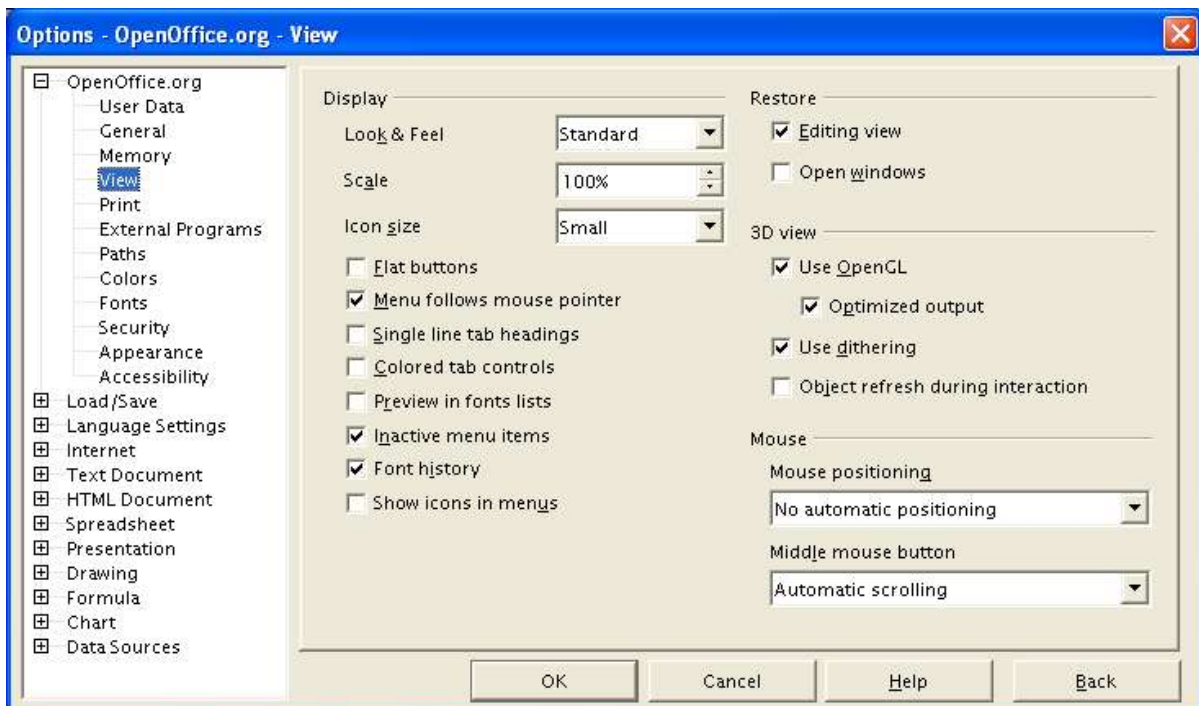 Options - OpenOffice.org - View
OpenOffice.org
User Data
General
Memory
View
Print
External Programs
Paths
Colors
Fonts
Security
Appearance
Accessibility
Load/Save
Language Settings
Internet
Text Document
HTML Document
Spreadsheet
Presentation
Drawing
Formula
Chart
Data Sources
Display
Look & Feel Standard
Scale 100%
Icon size Small
Flat buttons
Menu follows mouse pointer
Single line tab headings
Colored tab controls
Preview in fonts lists
Inactive menu items
Font history
Show icons in menus
Restore
Editing view
Open windows
3D view
Use OpenGL
Optimized output
Use dithering
Object refresh during interaction
Mouse
Mouse positioning
No automatic positioning
Middle mouse button
Automatic scrolling
OK Cancel Help Back